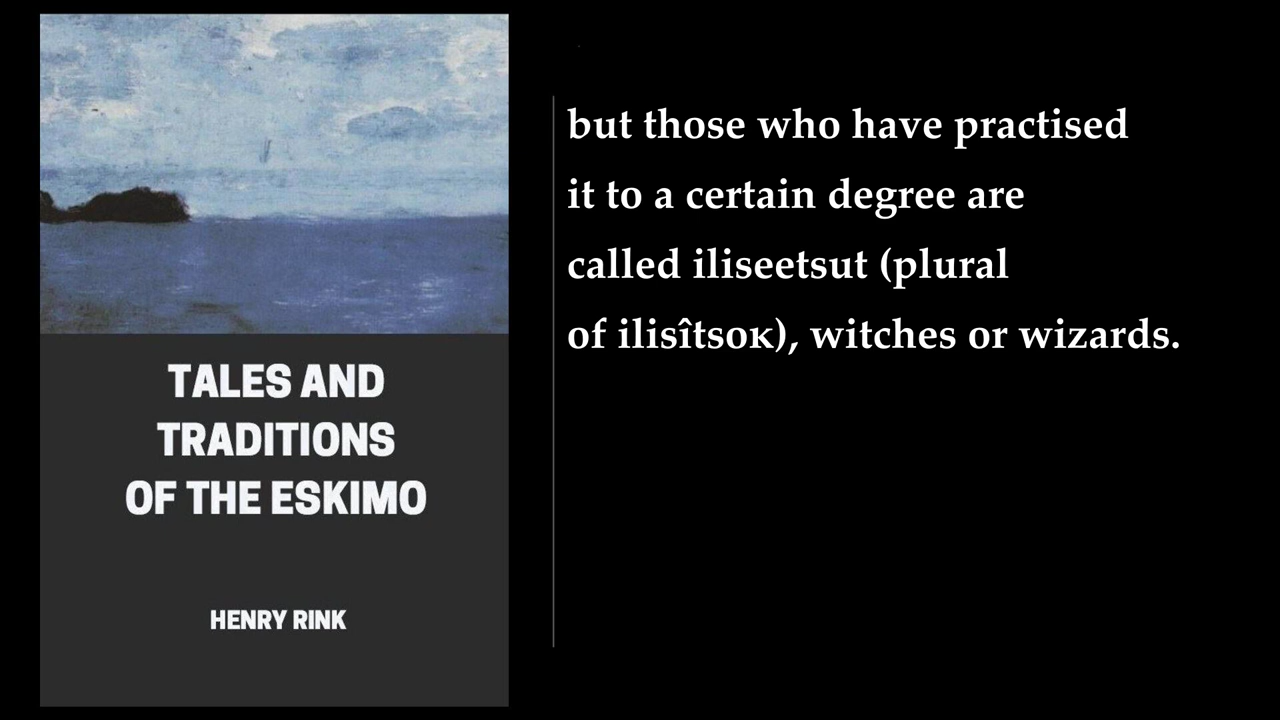 TALES AND
TRADITIONS
OF THE ESKIMO
HENRY RINK
but those who have practised
it to a certain degree are
called iliseetsut (plural
of ilisîtsoĸ), witches or wizards.